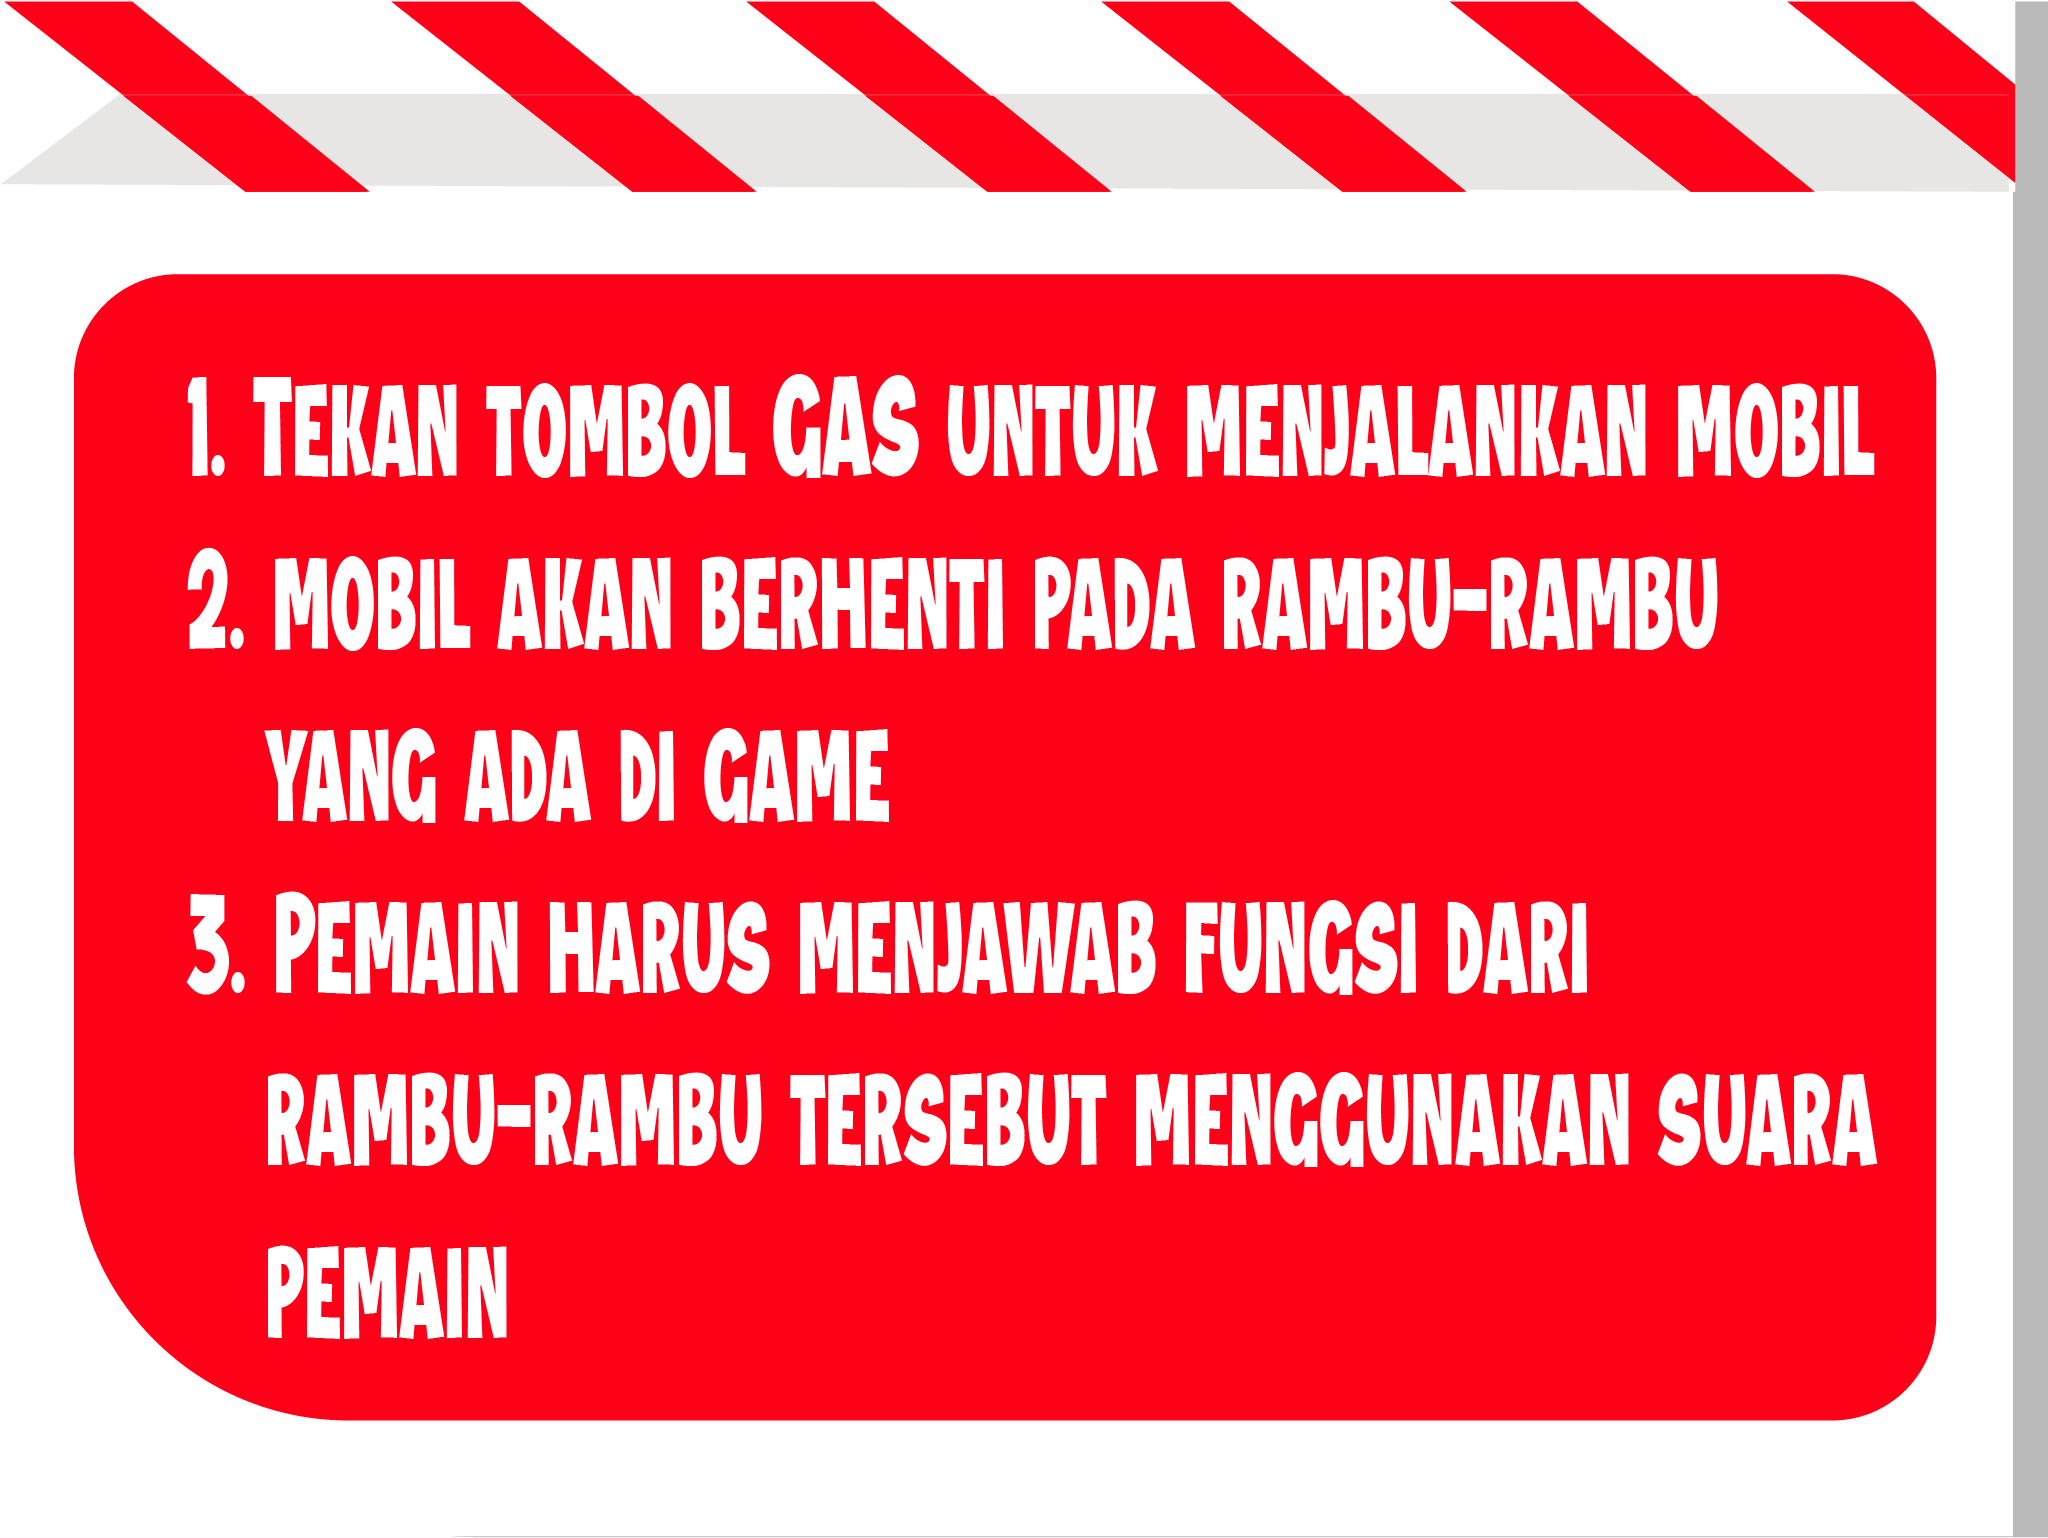 1. TEKAN TOMBOL GAS UNTUK MENJALANKAN MOBIL
2. MOBIL AKAN BERHENTI PADA RAMBU-RAMBU
YANG ADA DI GAME
3. PEMAIN HARUS MENJAWAB FUNGSI DARI
RAMBU-RAMBU TERSEBUT MENGGUNAKAN SUARA
PEMAIN